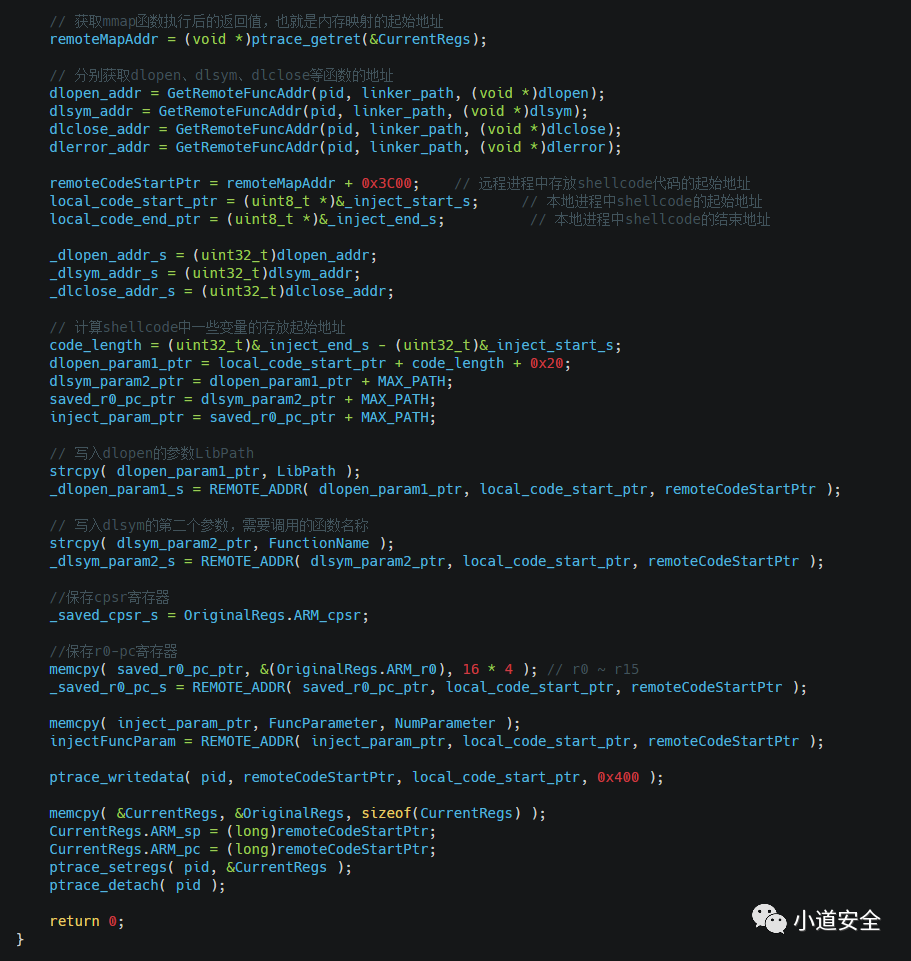 // 获取mmap函数执行后的返回值，也就是内存映射的起始地址
remoteMapAddr = (void *)ptrace_getret(&CurrentRegs);
// 分别获取dlopen、dlsym、dlclose等函数的地址
dlopen_addr = GetRemoteFuncAddr(pid, linker_path, (void *)dlopen);
dlsym_addr = GetRemoteFuncAddr(pid, linker_path, (void *)dlsym);
dlclose_addr = GetRemoteFuncAddr(pid, linker_path, (void *)dlclose);
dlerror_addr = GetRemoteFuncAddr(pid, linker_path, (void *)dlerror);
remoteCodeStartPtr = remoteMapAddr + 0x3C00;    // 远程进程中存放shellcode代码的起始地址
local_code_start_ptr = (uint8_t *)&_inject_start_s;     // 本地进程中shellcode的起始地址
local_code_end_ptr = (uint8_t *)&_inject_end_s;          // 本地进程中shellcode的结束地址
_dlopen_addr_s = (uint32_t)dlopen_addr;
_dlsym_addr_s = (uint32_t)dlsym_addr;
_dlclose_addr_s = (uint32_t)dlclose_addr;
// 计算shellcode中一些变量的存放起始地址
code_length = (uint32_t)&_inject_end_s - (uint32_t)&_inject_start_s;
dlopen_param1_ptr = local_code_start_ptr + code_length + 0x20;
dlsym_param2_ptr = dlopen_param1_ptr + MAX_PATH;
saved_r0_pc_ptr = dlsym_param2_ptr + MAX_PATH;
inject_param_ptr = saved_r0_pc_ptr + MAX_PATH;
// 写入dlopen的参数LibPath
strcpy( dlopen_param1_ptr, LibPath );
_dlopen_param1_s = REMOTE_ADDR( dlopen_param1_ptr, local_code_start_ptr, remoteCodeStartPtr );
// 写入dlsym的第二个参数，需要调用的函数名称
strcpy( dlsym_param2_ptr, FunctionName );
_dlsym_param2_s = REMOTE_ADDR( dlsym_param2_ptr, local_code_start_ptr, remoteCodeStartPtr );
//保存cpsr寄存器
_saved_cpsr_s = OriginalRegs.ARM_cpsr;
//保存r0-pc寄存器
memcpy( saved_r0_pc_ptr, &(OriginalRegs.ARM_r0), 16 * 4 ); // r0 ~ r15
_saved_r0_pc_s = REMOTE_ADDR( saved_r0_pc_ptr, local_code_start_ptr, remoteCodeStartPtr );
memcpy( inject_param_ptr, FuncParameter, NumParameter );
injectFuncParam = REMOTE_ADDR( inject_param_ptr, local_code_start_ptr, remoteCodeStartPtr );
ptrace_writedata( pid, remoteCodeStartPtr, local_code_start_ptr, 0x400 );
memcpy( &CurrentRegs, &OriginalRegs, sizeof(CurrentRegs) );
CurrentRegs.ARM_sp = (long)remoteCodeStartPtr;
CurrentRegs.ARM_pc = (long)remoteCodeStartPtr;
ptrace_setregs( pid, &CurrentRegs );
ptrace_detach( pid );
return 0;
}
小道安全